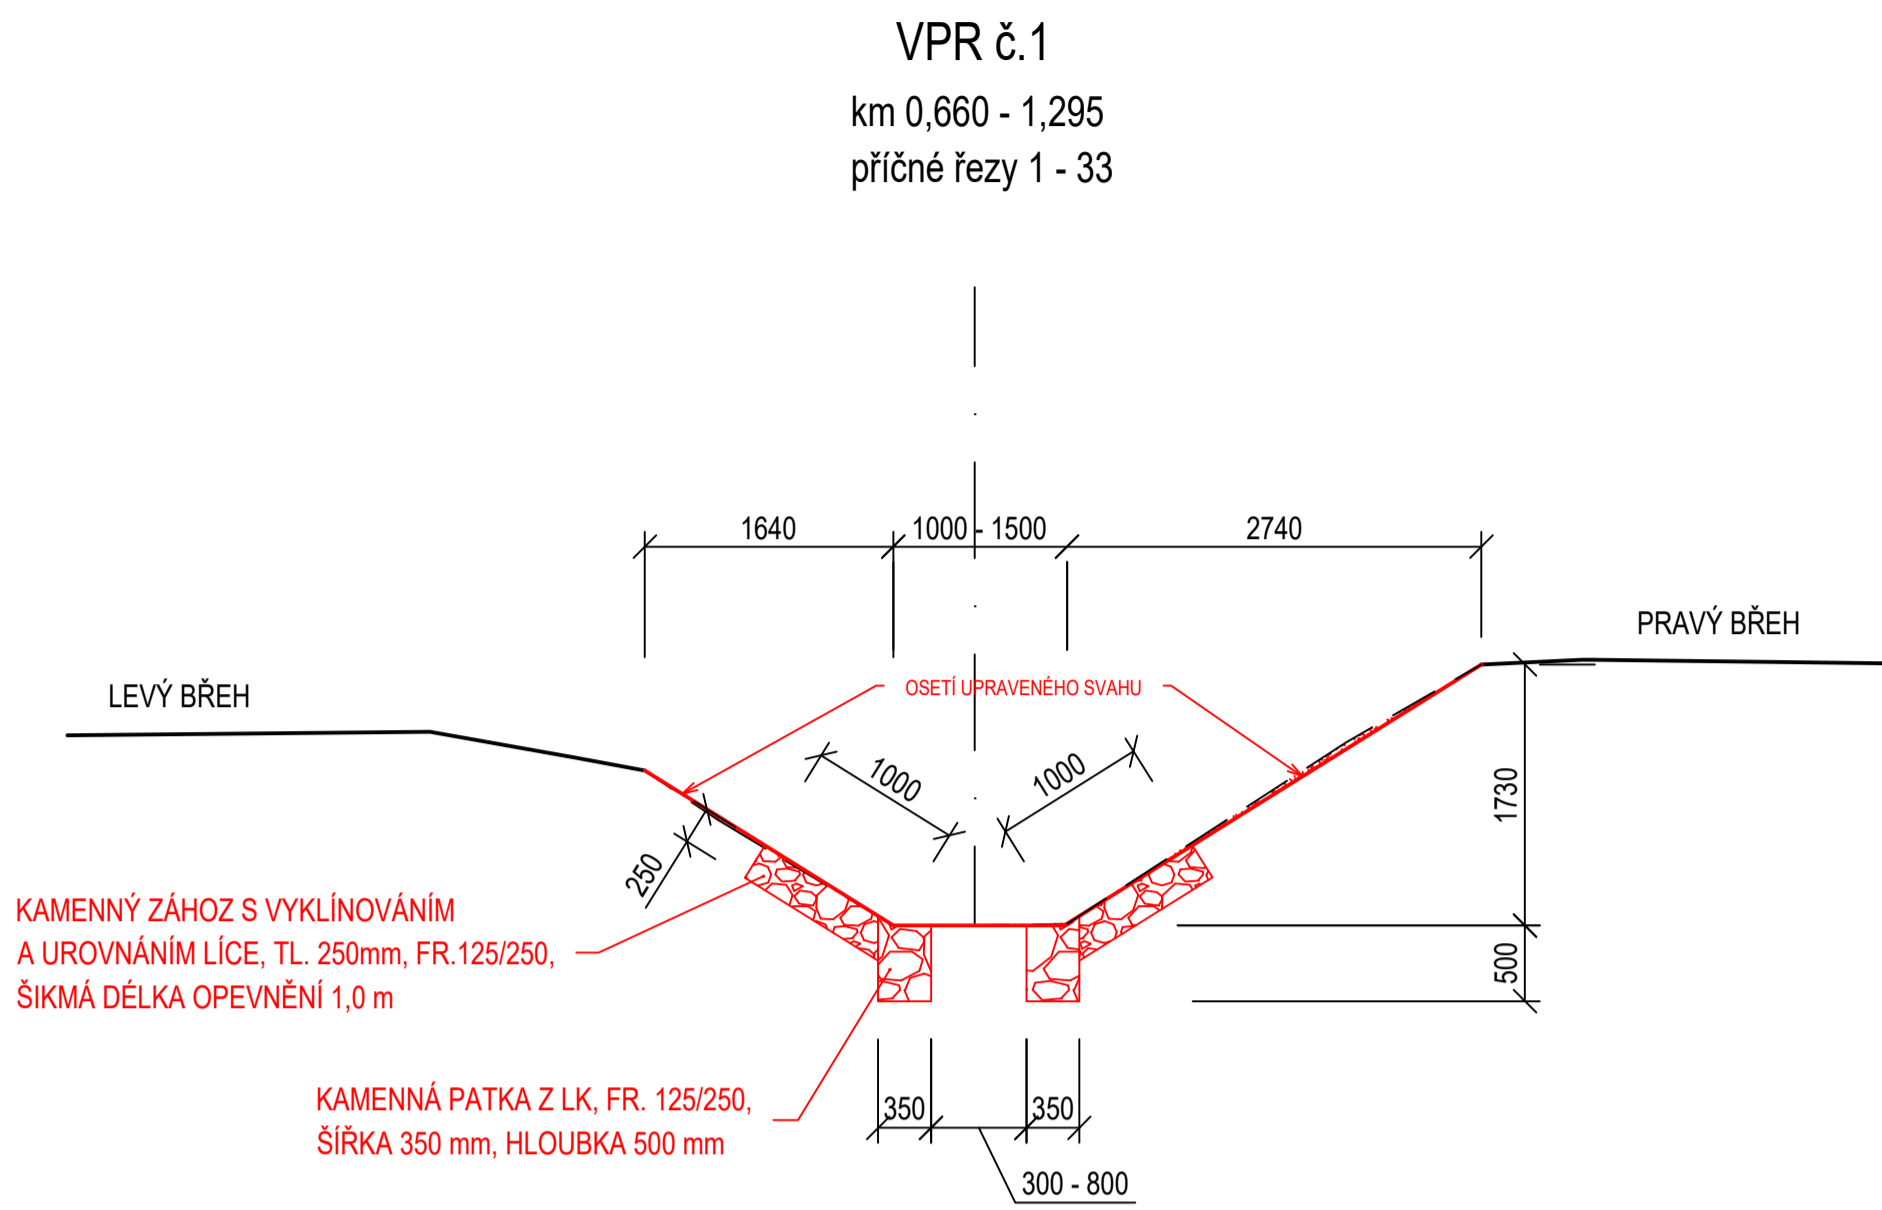 VPR č.1
km 0,660 - 1,295
příčné řezy 1 - 33
1640
1000 - 1500
2740
PRAVÝ BŘEH
LEVÝ BŘEH
OSETÍ UPRAVENÉHO SVAHU
1000
1000
1730
250
KAMENNÝ ZÁHOZ S VYKLÍNOVÁNÍM
A UROVNÁNÍM LÍCE, TL. 250mm, FR.125/250,
ŠIKMÁ DÉLKA OPEVNĚNÍ 1,0 m
500
KAMENNÁ PATKA Z LK, FR. 125/250,
ŠÍŘKA 350 mm, HLOUBKA 500 mm
350
350
300 - 800